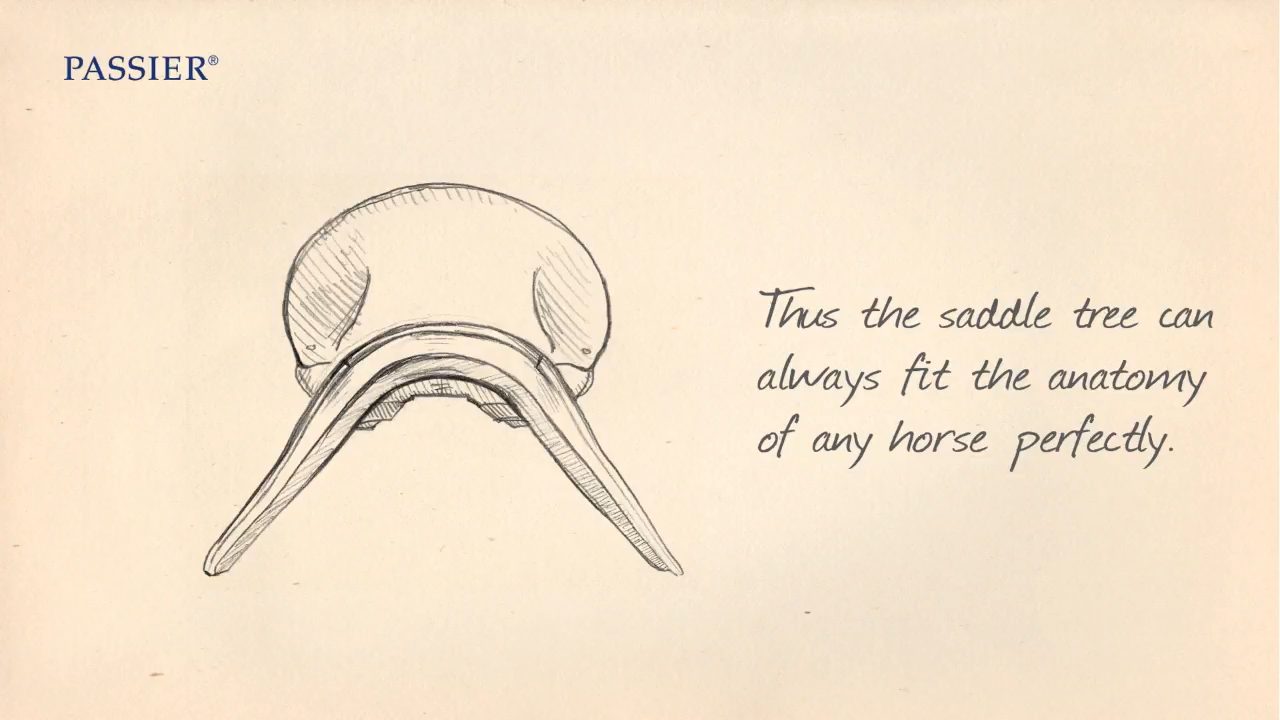 PASSIER®
Thus the saddle tree can
always fit the anatomy
of any horse perfectly.